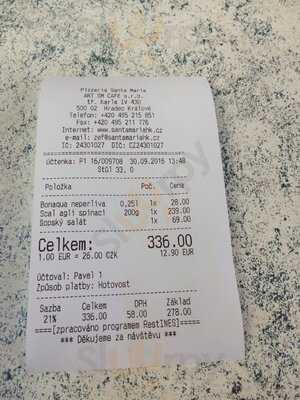 Pizzeria Santa Maria
ART SM CAFE s.r.o.
tř. Karla IV 430
500 02 Hradec Králové
Telefon: +420 495 215 851
Fax: +420 495 211 776
Internet: www.santamariahk.cz
e-mail: zef@santamariahk.cz
IČ: 24301027 DIČ: CZ24301027
Účtenka: P1 16/009708 30.09.2016 13:48
Stůl 33, 0
Položka Poč. Cena
Bonaqua neperlivá 0,25l 1x 28.00
Scal agli spinaci 200g 1x 239.00
Šopský salát 1x 69.00
Celkem: 336.00
1.00 EUR = 26.00 CZK 12.90 EUR
Účtoval: Pavel 1
Způsob platby: Hotovost
Sazba Celkem DPH Základ
21% 336.00 58.00 278.00
====[zpracováno programem RestINES]====
*** Děkujeme za návštěvu ***